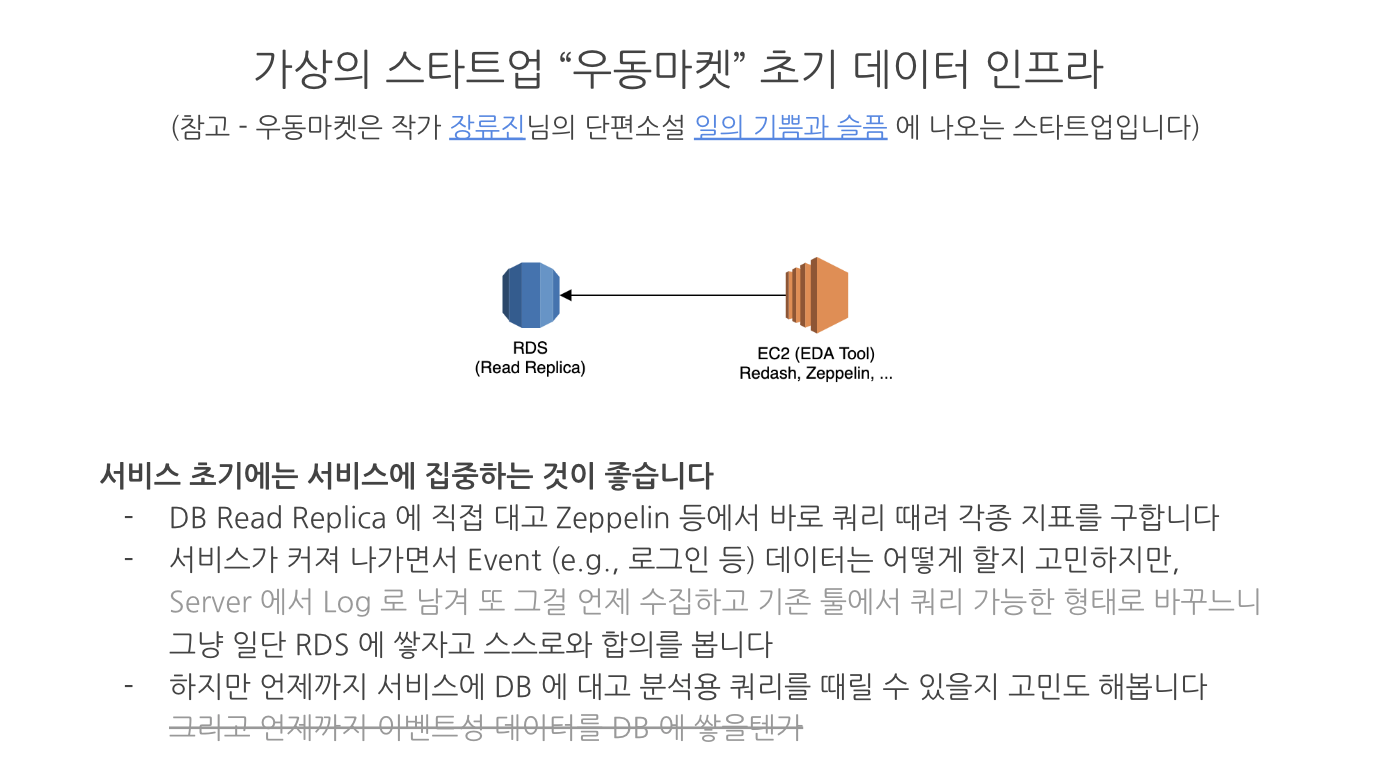 가상의 스타트업 “우동마켓” 초기 데이터 인프라
(참고 - 우동마켓은 작가 장류진님의 단편소설 일의 기쁨과 슬픔 에 나오는 스타트업입니다)
RDS
(Read Replica)
EC2 (EDA Tool)
Redash, Zeppelin, ...
서비스 초기에는 서비스에 집중하는 것이 좋습니다
- DB Read Replica 에 직접 대고 Zeppelin 등에서 바로 쿼리 때려 각종 지표를 구합니다
- 서비스가 커져 나가면서 Event (e.g., 로그인 등) 데이터는 어떻게 할지 고민하지만,
Server 에서 Log 로 남겨 또 그걸 언제 수집하고 기존 툴에서 쿼리 가능한 형태로 바꾸느니
그냥 일단 RDS 에 쌓자고 스스로와 합의를 봅니다
- 하지만 언제까지 서비스에 DB 에 대고 분석용 쿼리를 때릴 수 있을지 고민도 해봅니다
그리고 언제까지 이벤트성 데이터를 DB 에 쌓을텐가